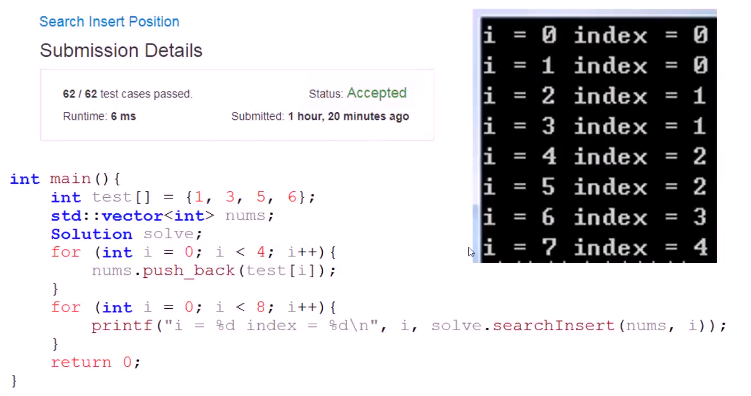 Search Insert Position
Submission Details
62 / 62 test cases passed.
Status: Accepted
Runtime: 6 ms
Submitted: 1 hour, 20 minutes ago
i = 0 index = 0
i = 1 index = 0
i = 2 index = 1
i = 3 index = 1
i = 4 index = 2
i = 5 index = 2
i = 6 index = 3
i = 7 index = 4
int main(){
    int test[] = {1, 3, 5, 6};
    std::vector<int> nums;
    Solution solve;
    for (int i = 0; i < 4; i++){
        nums.push_back(test[i]);
    }
    for (int i = 0; i < 8; i++){
        printf("i = %d index = %d\n", i, solve.searchInsert(nums, i));
    }
    return 0;
}